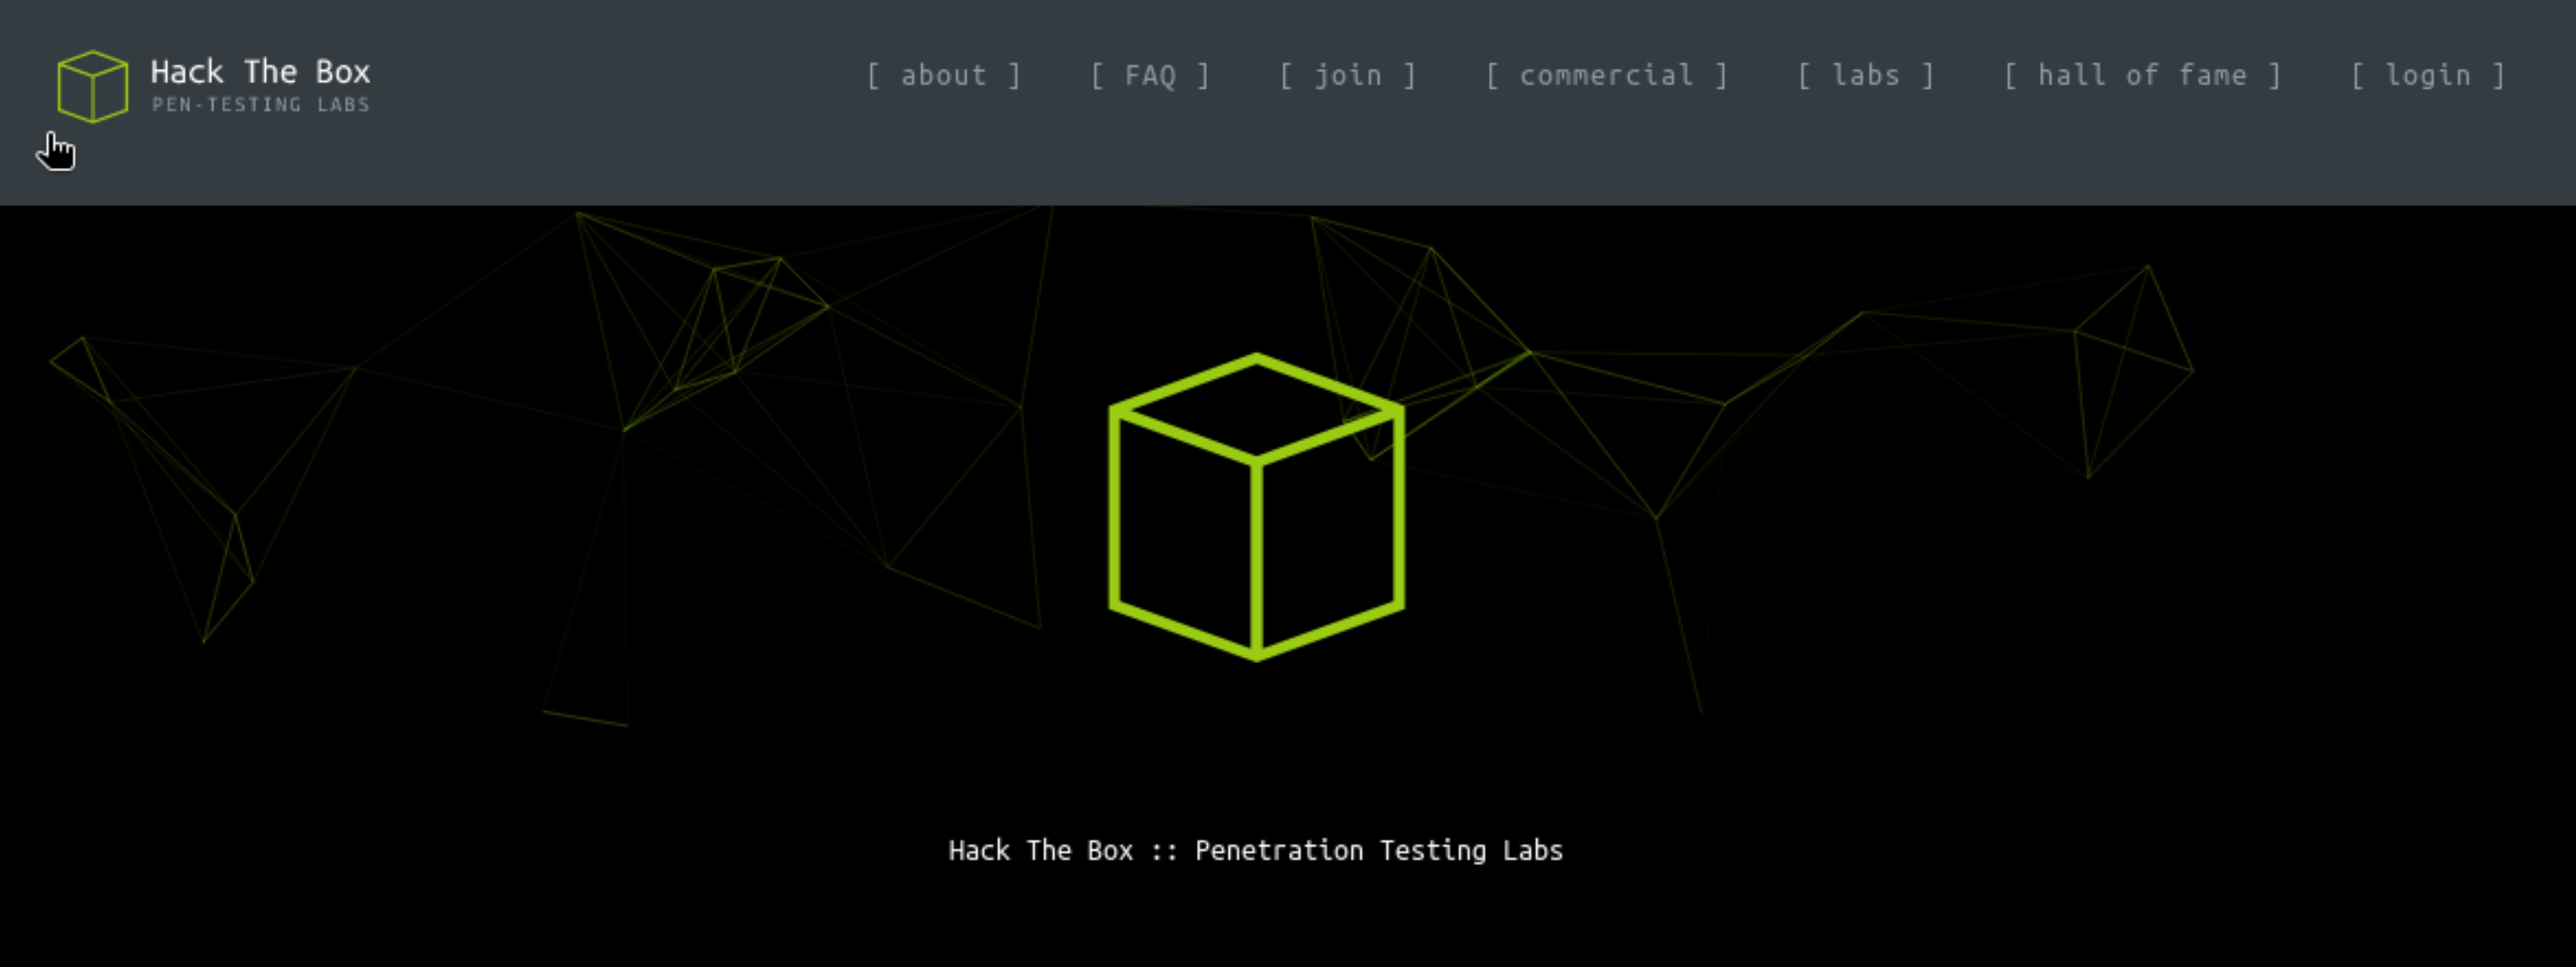 Hack The Box
PEN-TESTING LABS
[ about ] [ FAQ ] [ join ] [ commercial ] [ labs ] [ hall of fame ] [ login ]
Hack The Box :: Penetration Testing Labs